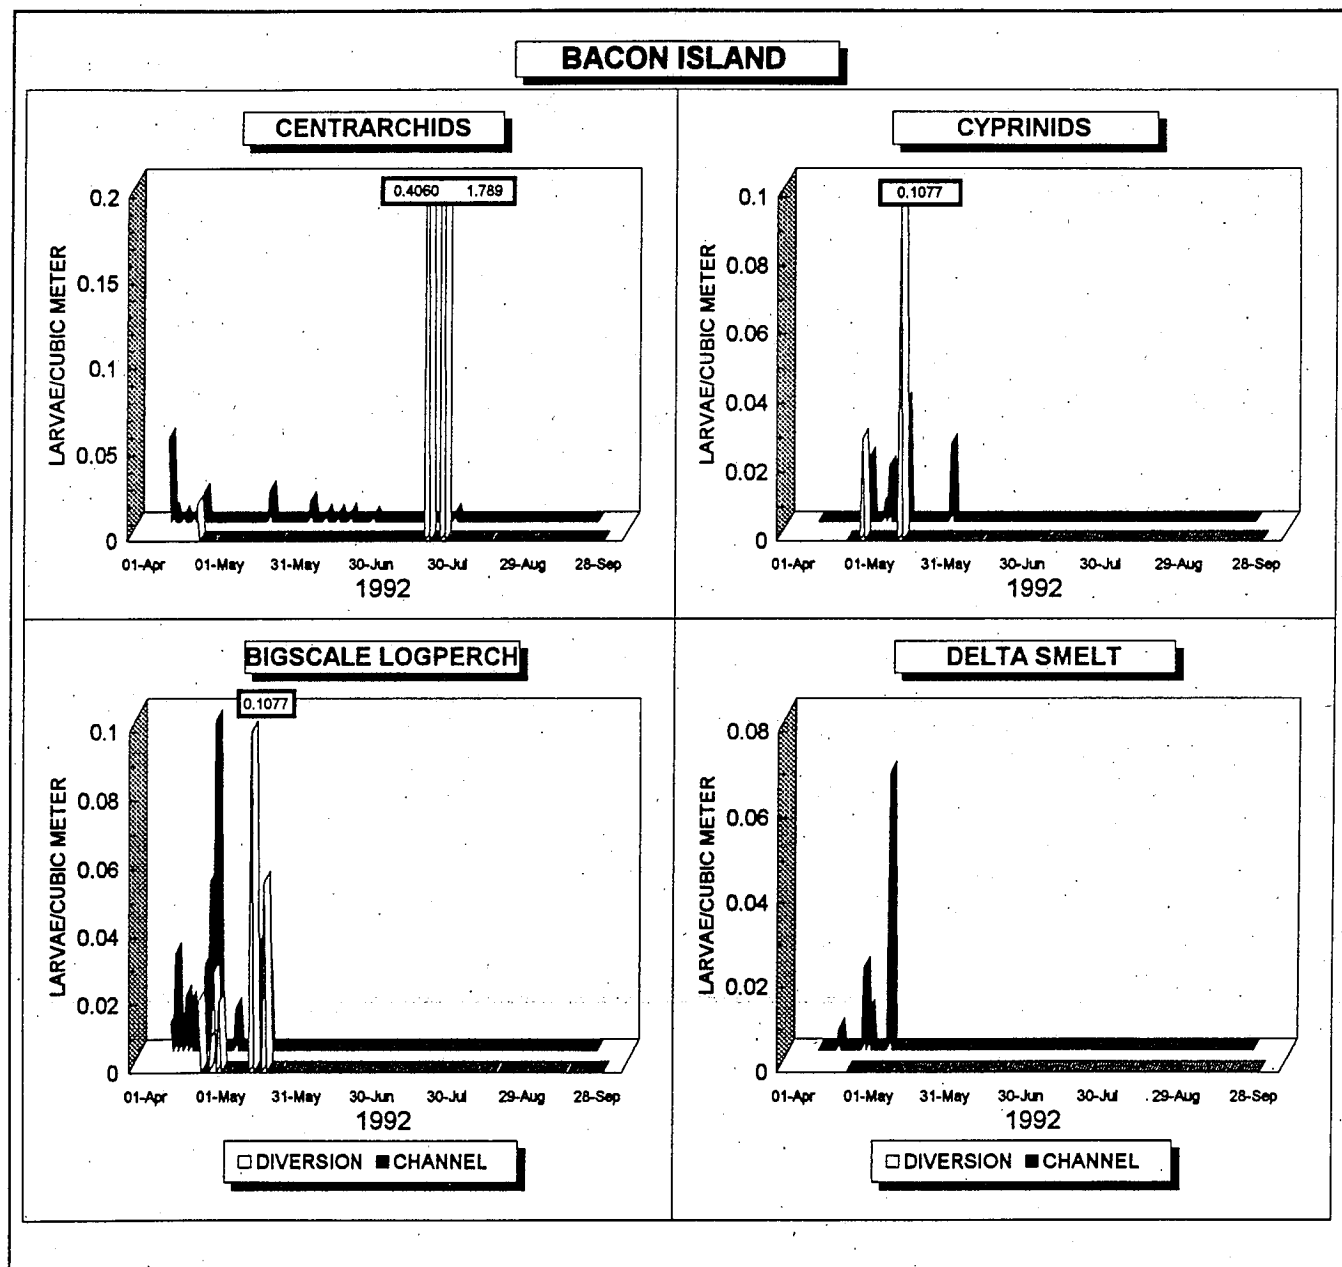 BACON ISLAND
CENTRARCHIDS
0.4060 1.789
LARVAE/CUBIC METER
0.2
0.15
0.1
0.05
0
01-Apr 01-May 31-May 30-Jun 30-Jul 29-Aug 28-Sep
1992
CYPRINIDS
0.1077
LARVAE/CUBIC METER
0.1
0.08
0.06
0.04
0.02
0
01-Apr 01-May 31-May 30-Jun 30-Jul 29-Aug 28-Sep
1992
BIGSCALE LOGPERCH
0.1077
LARVAE/CUBIC METER
0.1
0.08
0.06
0.04
0.02
0
01-Apr 01-May 31-May 30-Jun 30-Jul 29-Aug 28-Sep
1992
DIVERSION CHANNEL
DELTA SMELT
LARVAE/CUBIC METER
0.08
0.06
0.04
0.02
0
01-Apr 01-May 31-May 30-Jun 30-Jul 29-Aug 28-Sep
1992
DIVERSION CHANNEL